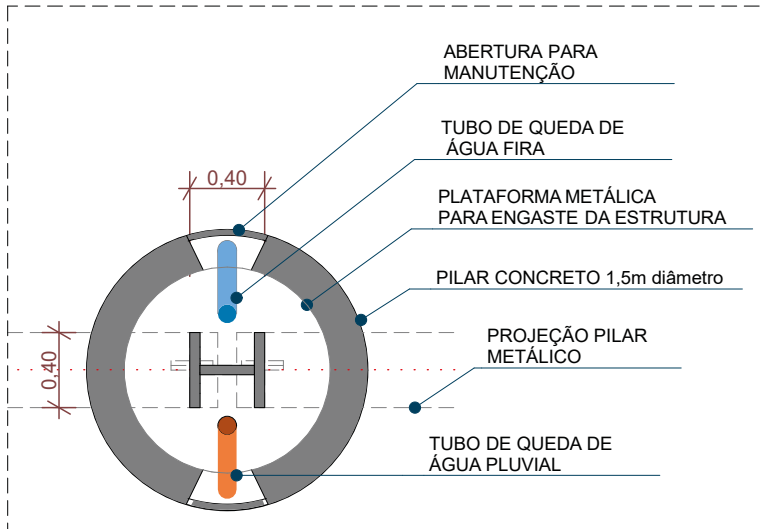 ABERTURA PARA
MANUTENÇÃO
TUBO DE QUEDA DE
ÁGUA FIRA
0,40
PLATAFORMA METÁLICA
PARA ENGASTE DA ESTRUTURA
PILAR CONCRETO 1,5m diâmetro
PROJEÇÃO PILAR
METÁLICO
0,40
TUBO DE QUEDA DE
ÁGUA PLUVIAL